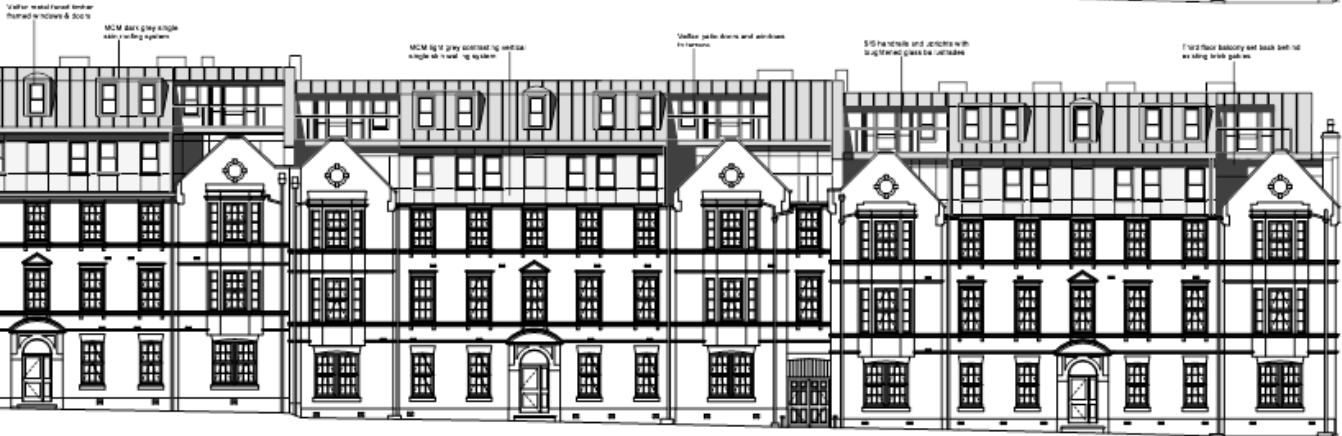 Velfac metal faced timber
framed windows & doors
MCM dark grey single
skin roofing system
MCM light grey contrasting vertical
single skin walling system
Velfac patio doors and windows
to terrace
S/S handrails and uprights with
toughened glass balustrades
Third floor balcony set back behind
existing brick gables